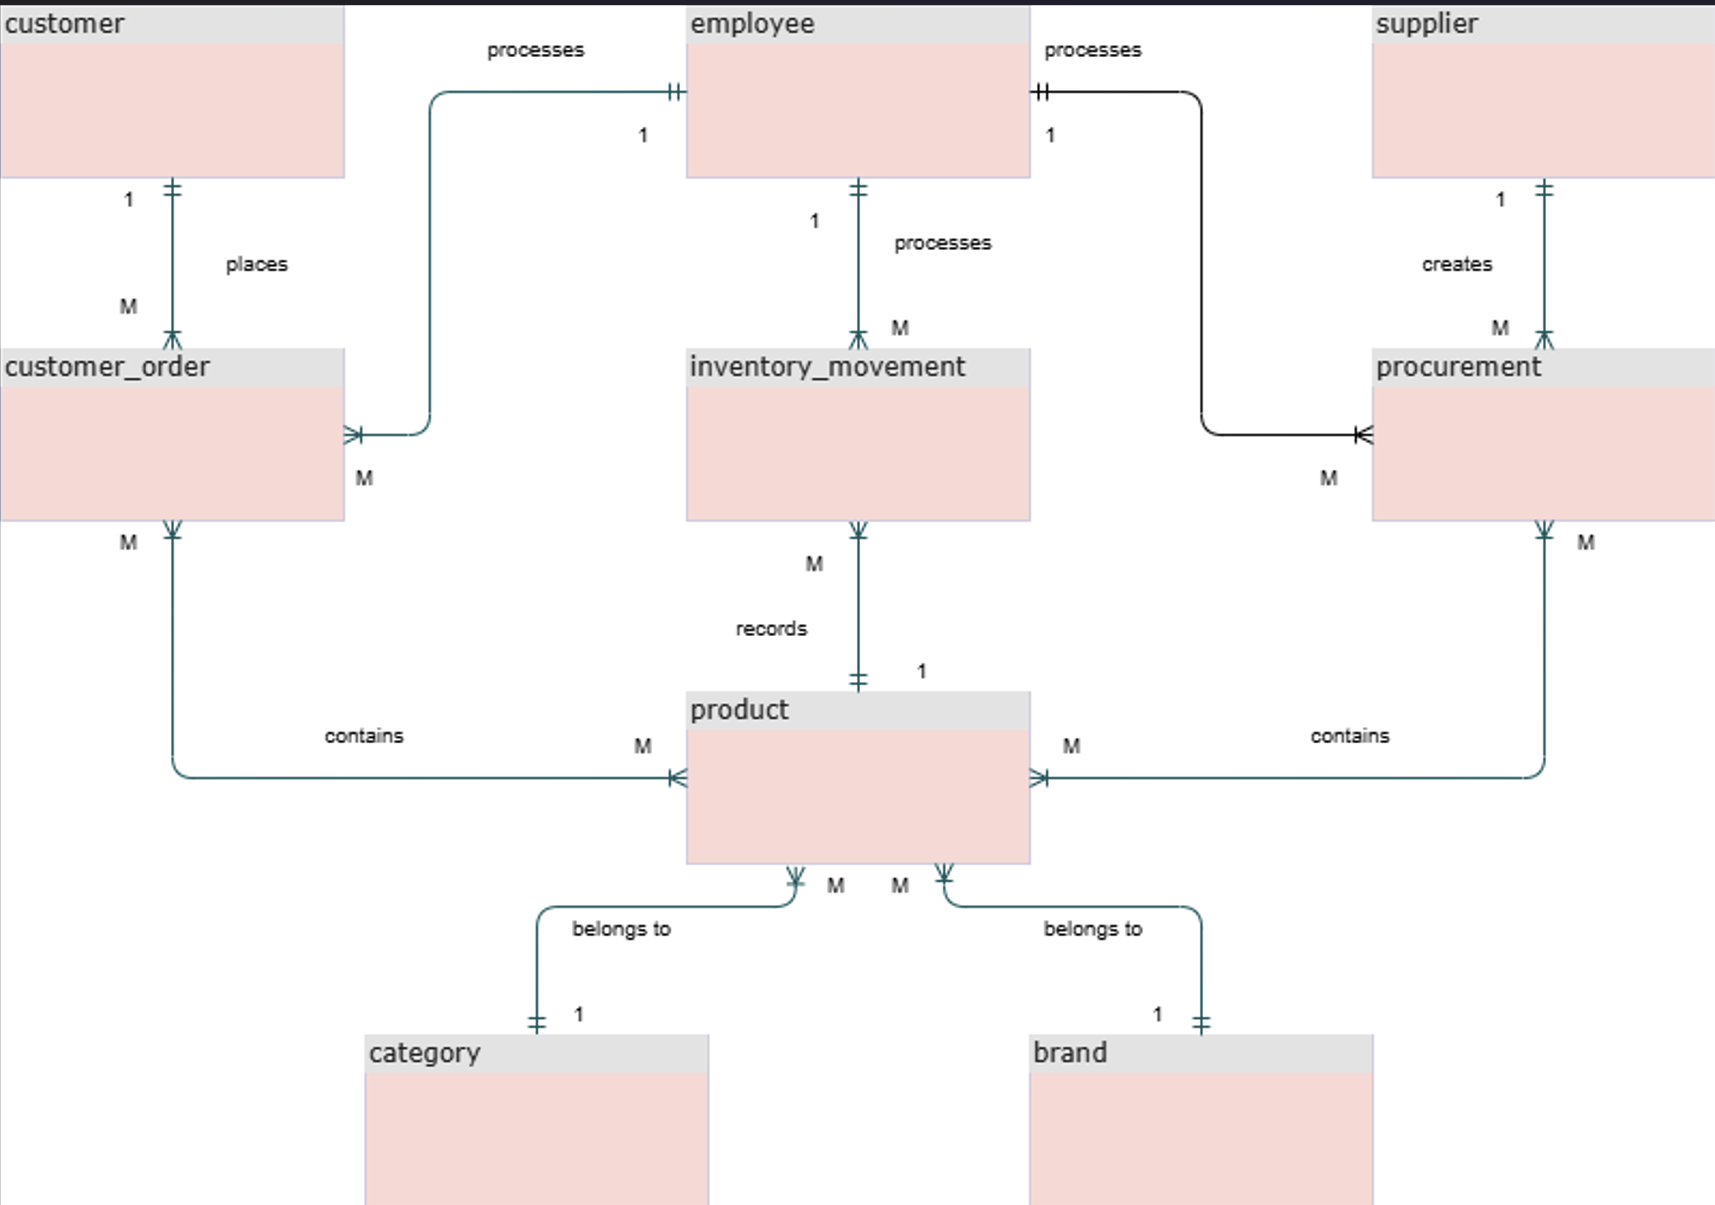 customer
employee
supplier
processes
processes
1
1
1
1
1
processes
places
creates
M
M
M
customer_order
inventory_movement
procurement
M
M
M
M
M
records
1
product
contains
M
M
contains
M
M
belongs to
belongs to
1
1
category
brand